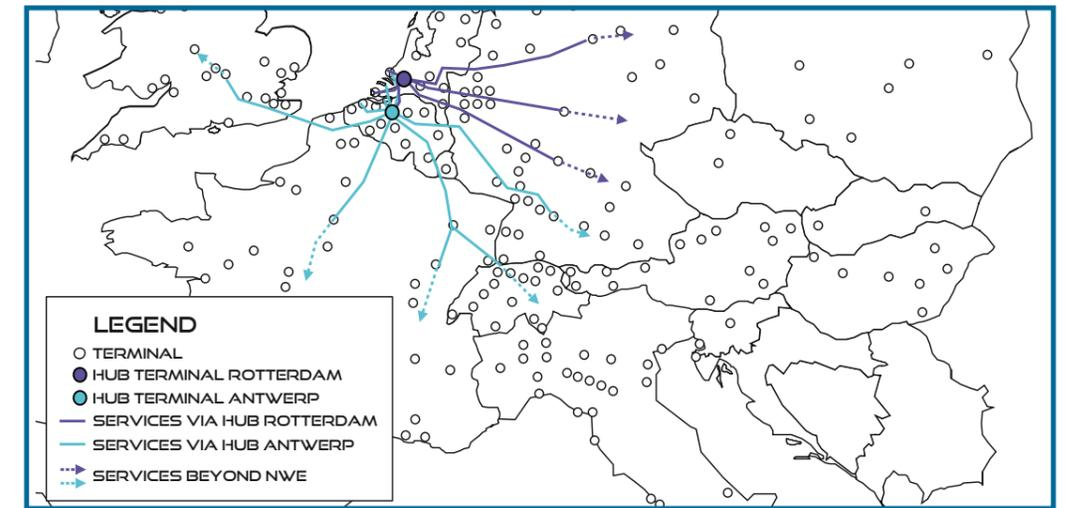 LEGEND
TERMINAL
HUB TERMINAL ROTTERDAM
HUB TERMINAL ANTWERP
SERVICES VIA HUB ROTTERDAM
SERVICES VIA HUB ANTWERP
SERVICES BEYOND NWE